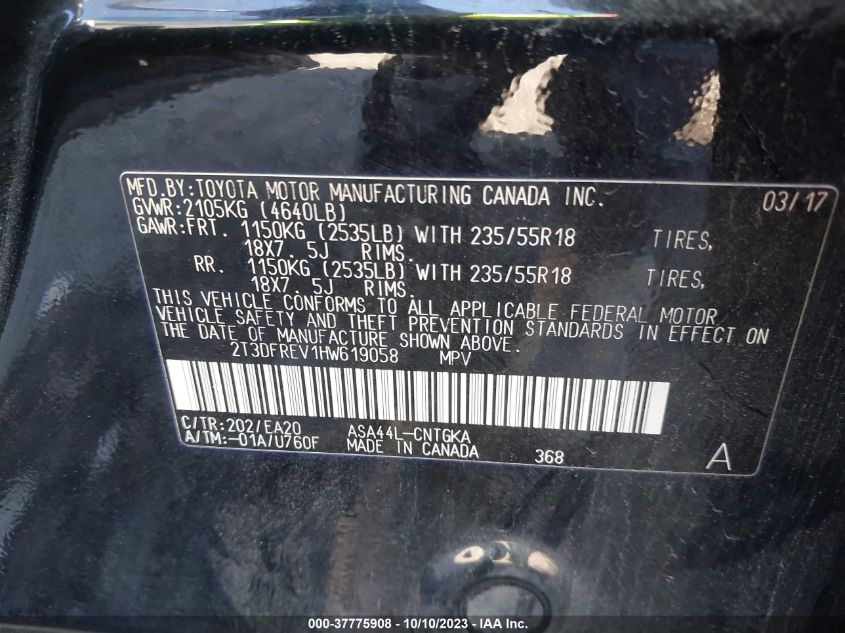 MFD.BY:TOYOTA MOTOR MANUFACTURING CANADA INC. 03/17
GVWR:2105KG (4640LB)
GAWR:FRT. 1150KG (2535LB) WITH 235/55R18 TIRES,
18X7. 5J RIMS.
RR. 1150KG (2535LB) WITH 235/55R18 TIRES,
18X7. 5J RIMS.
THIS VEHICLE CONFORMS TO ALL APPLICABLE FEDERAL MOTOR
VEHICLE SAFETY AND THEFT PREVENTION STANDARDS IN EFFECT ON
THE DATE OF MANUFACTURE SHOWN ABOVE.
2T3DFREV1HW619058 MPV
C/TR:202/EA20 ASA44L-CNTGKA
A/TM:-01A/U760F MADE IN CANADA 368 A
000-37775908 - 10/10/2023 - IAA Inc.